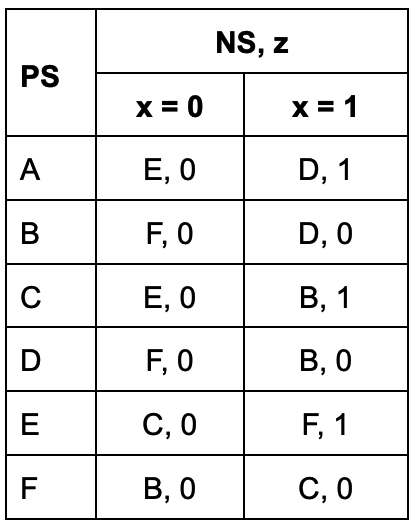 PS NS, z
x = 0 x = 1
A E, 0 D, 1
B F, 0 D, 0
C E, 0 B, 1
D F, 0 B, 0
E C, 0 F, 1
F B, 0 C, 0